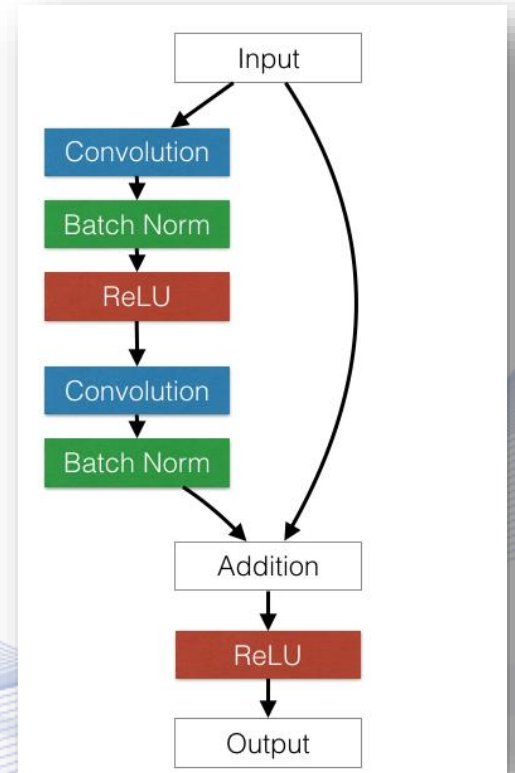 Input
Convolution
Batch Norm
ReLU
Convolution
Batch Norm
Addition
ReLU
Output